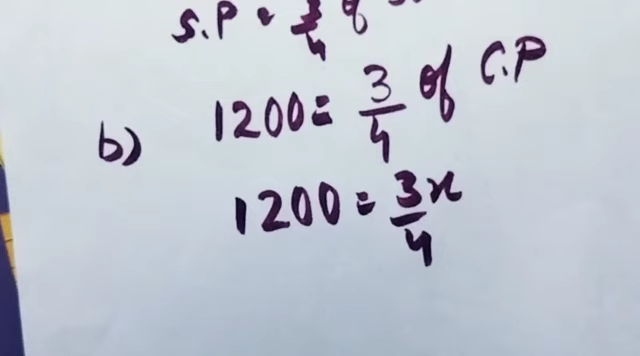 S.P = 3/4 of
b) 1200 = 3/4 of C.P
1200 = 3x/4